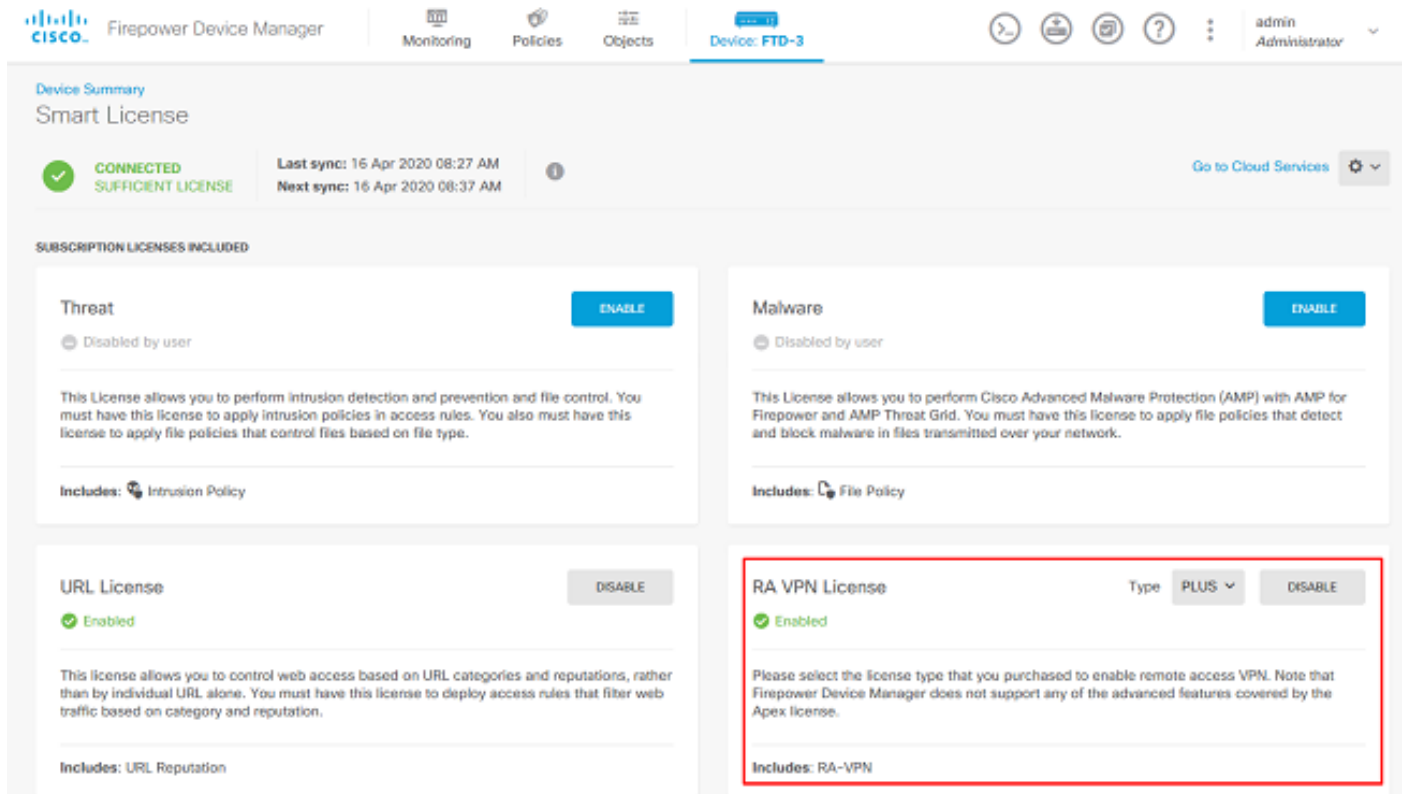 CISCO
Firepower Device Manager
Monitoring
Policies
Objects
Device: FTD-3
admin
Administrator
Device Summary
Smart License
CONNECTED
SUFFICIENT LICENSE
Last sync: 16 Apr 2020 08:27 AM
Next sync: 16 Apr 2020 08:37 AM
Go to Cloud Services
SUBSCRIPTION LICENSES INCLUDED
Threat
ENABLE
Disabled by user
This License allows you to perform intrusion detection and prevention and file control. You
must have this license to apply intrusion policies in access rules. You also must have this
license to apply file policies that control files based on file type.
Includes: Intrusion Policy
Malware
ENABLE
Disabled by user
This License allows you to perform Cisco Advanced Malware Protection (AMP) with AMP for
Firepower and AMP Threat Grid. You must have this license to apply file policies that detect
and block malware in files transmitted over your network.
Includes: File Policy
URL License
DISABLE
Enabled
This license allows you to control web access based on URL categories and reputations, rather
than by individual URL alone. You must have this license to deploy access rules that filter web
traffic based on category and reputation.
Includes: URL Reputation
RA VPN License
Type PLUS
DISABLE
Enabled
Please select the license type that you purchased to enable remote access VPN. Note that
Firepower Device Manager does not support any of the advanced features covered by the
Apex license.
Includes: RA-VPN